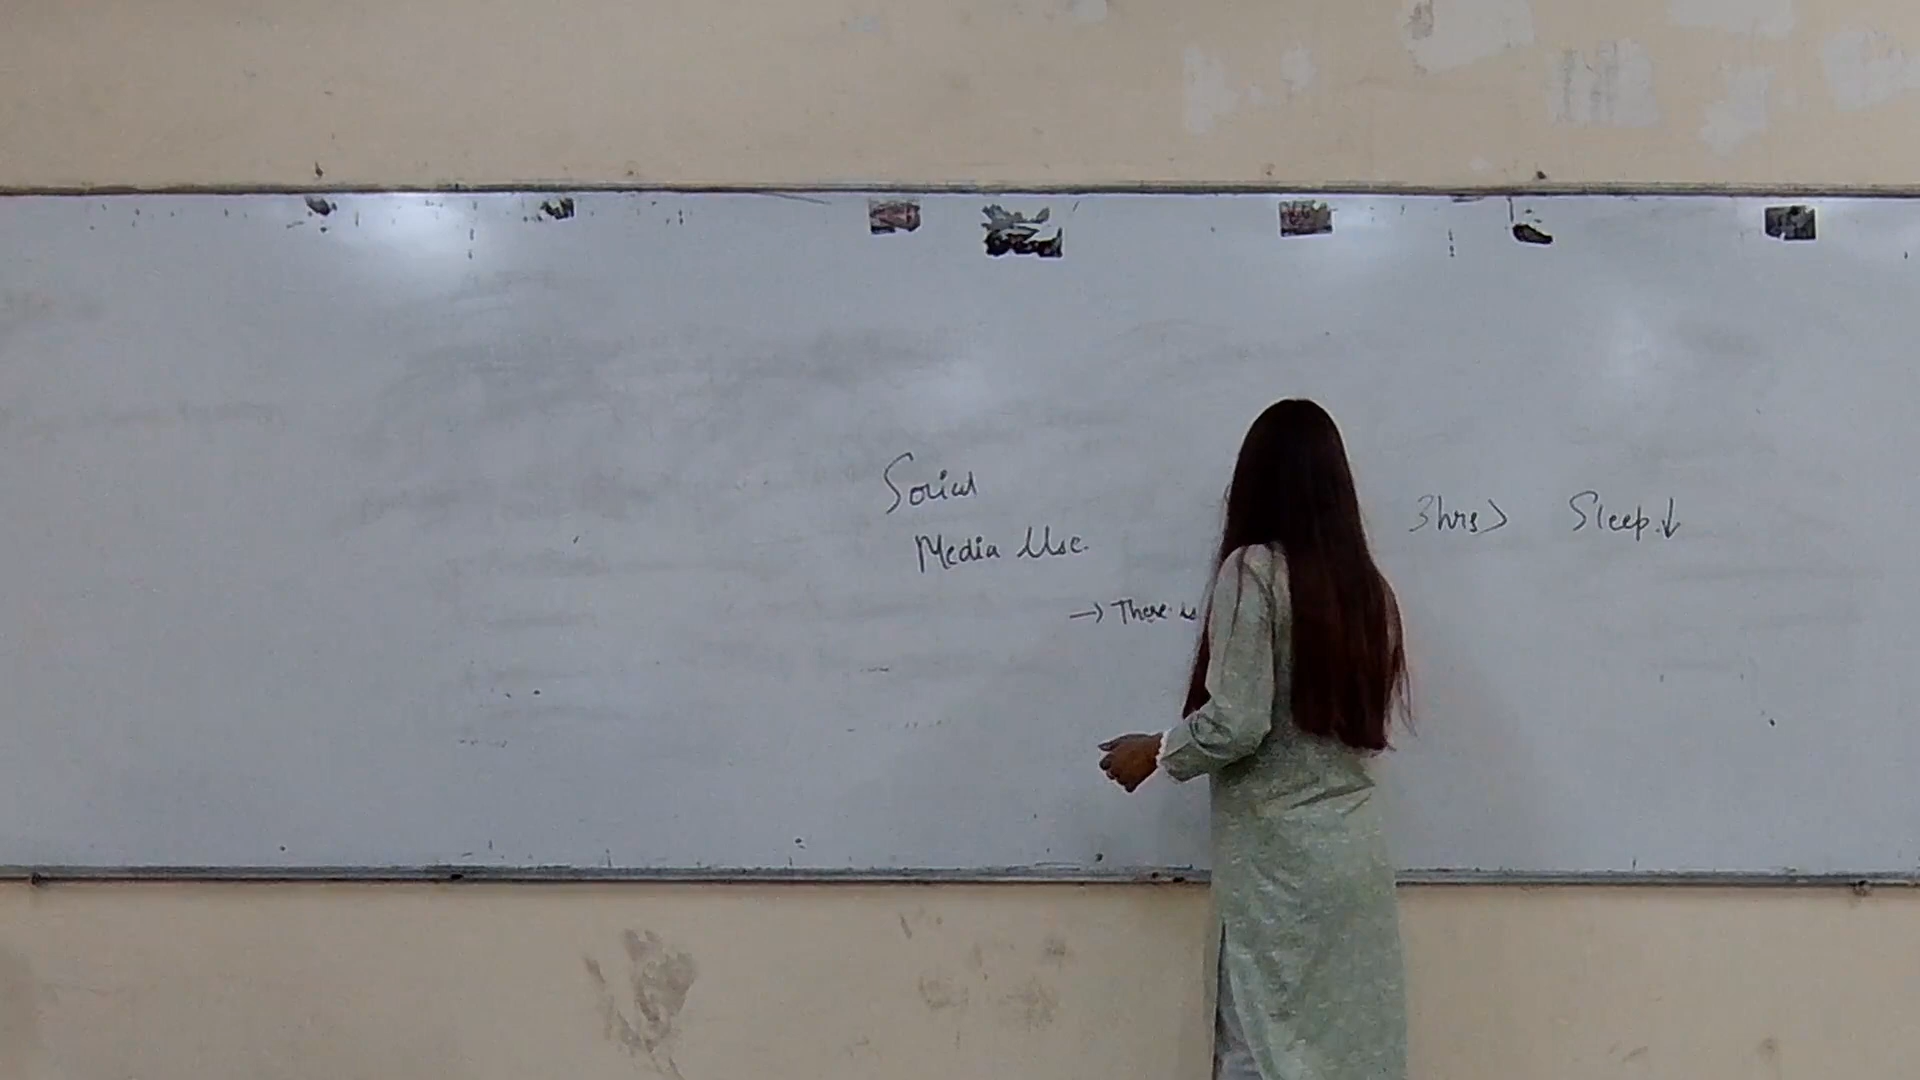 Social
Media Use.
3hrs> Sleep.↓
→ There is